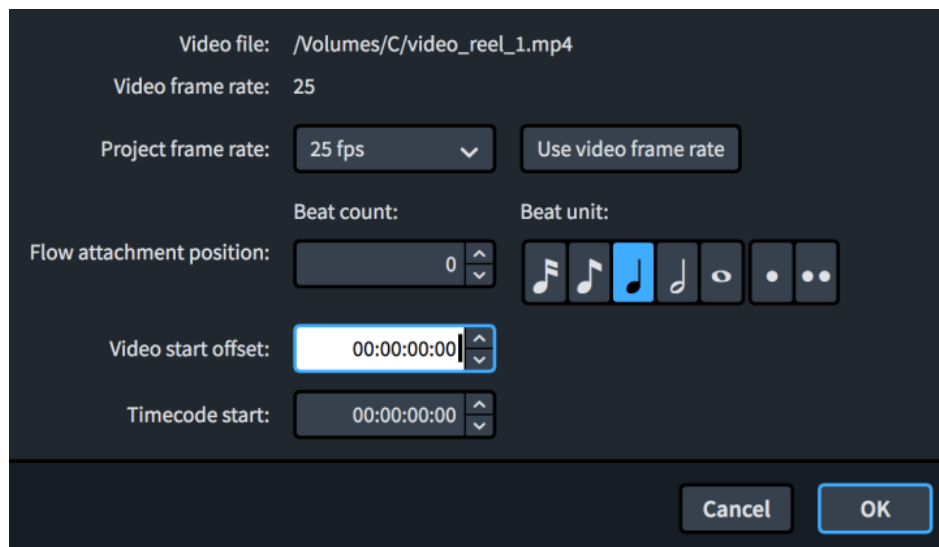 Video file: /Volumes/C/video_reel_1.mp4
Video frame rate: 25
Project frame rate: 25 fps Use video frame rate
Beat count: Beat unit:
Flow attachment position: 0
Video start offset: 00:00:00:00
Timecode start: 00:00:00:00
Cancel OK